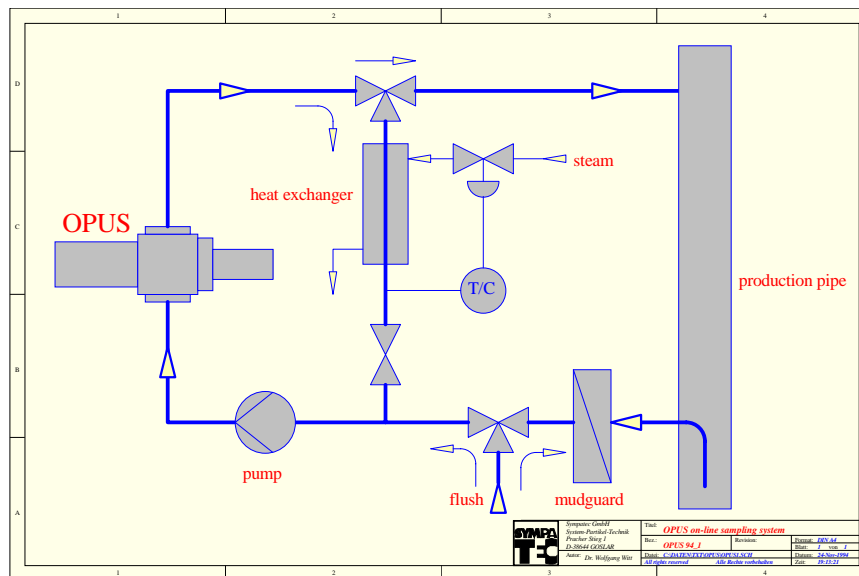 1 2 3 4
D
C
B
A
steam
heat exchanger
OPUS
T/C
production pipe
pump
flush
mudguard
SYMPA
TEC
Sympatec GmbH
System-Partikel-Technik
Pracher Stieg 1
D-38644 GOSLAR
Autor: Dr. Wolfgang Witt
Titel: OPUS on-line sampling system
Bez.: OPUS 94_1 Revision: Format: DIN A4
Blatt: 1 von 1
Datei: C:\DATEN\TXT\OPUS\OPUS1.SCH Datum: 24-Nov-1994
All rights reserved Alle Rechte vorbehalten Zeit: 19:13:21
1 2 3 4